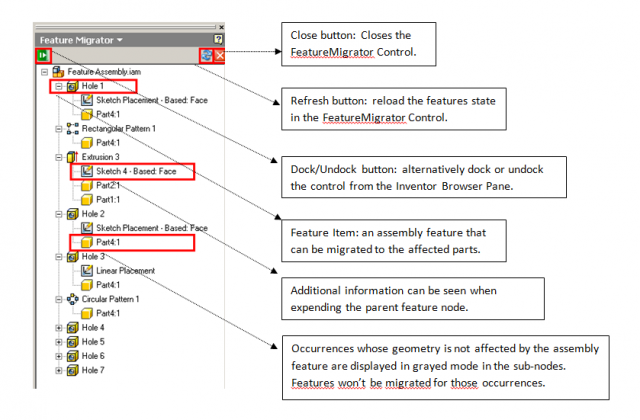 Feature Migrator
Feature Assembly.iam
Hole 1
Sketch Placement - Based: Face
Part4:1
Rectangular Pattern 1
Part4:1
Extrusion 3
Sketch 4 - Based: Face
Part2:1
Part1:1
Hole 2
Sketch Placement - Based: Face
Part4:1
Hole 3
Linear Placement
Part4:1
Circular Pattern 1
Part4:1
Hole 4
Hole 5
Hole 6
Hole 7
Close button: Closes the
FeatureMigrator Control.
Refresh button: reload the features state
in the FeatureMigrator Control.
Dock/Undock button: alternatively dock or undock
the control from the Inventor Browser Pane.
Feature Item: an assembly feature that
can be migrated to the affected parts.
Additional information can be seen when
expending the parent feature node.
Occurrences whose geometry is not affected by the assembly
feature are displayed in grayed mode in the sub-nodes.
Features won't be migrated for those occurrences.